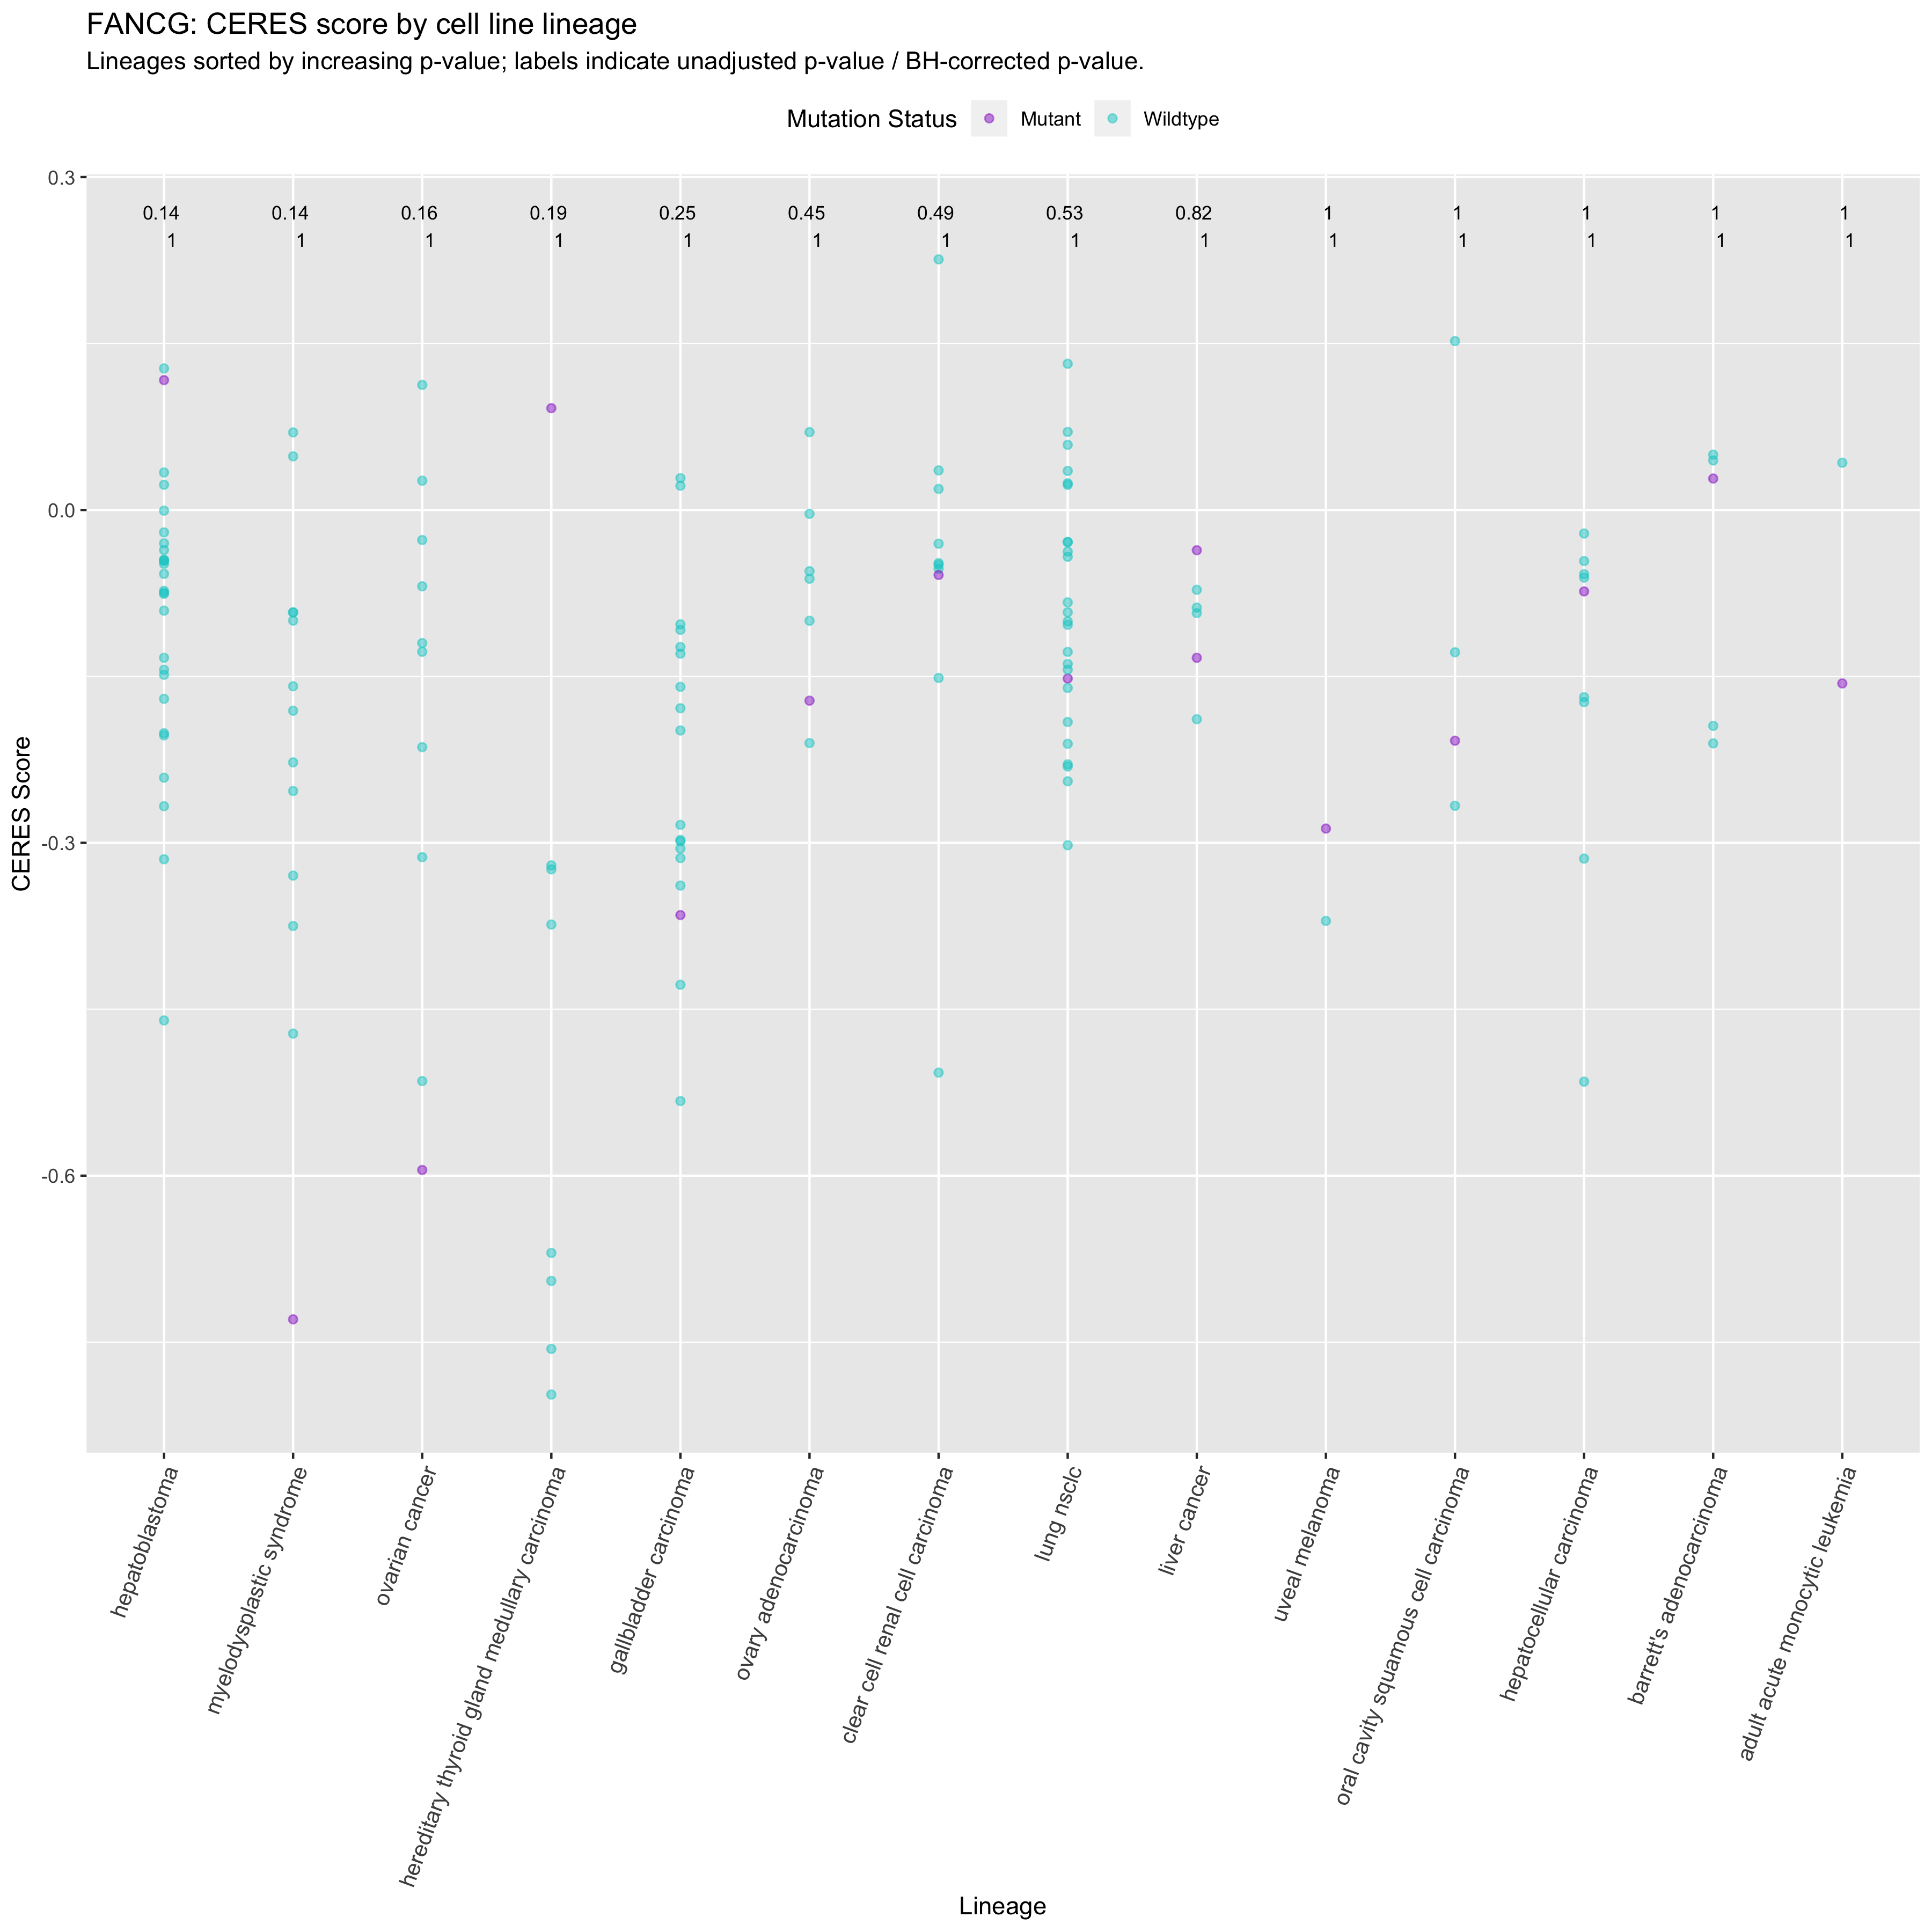 FANCG: CERES score by cell line lineage
Lineages sorted by increasing p-value; labels indicate unadjusted p-value / BH-corrected p-value.
Mutation Status Mutant Wildtype
0.3
0.14 0.14 0.16 0.19 0.25 0.45 0.49 0.53 0.82 1 1 1 1 1
1 1 1 1 1 1 1 1 1 1 1 1 1 1
0.0
-0.3
-0.6
CERES Score
hepatoblastoma
myelodysplastic syndrome
ovarian cancer
hereditary thyroid gland medullary carcinoma
gallbladder carcinoma
ovary adenocarcinoma
clear cell renal cell carcinoma
lung nsclc
liver cancer
uveal melanoma
oral cavity squamous cell carcinoma
hepatocellular carcinoma
barrett's adenocarcinoma
adult acute monocytic leukemia
Lineage